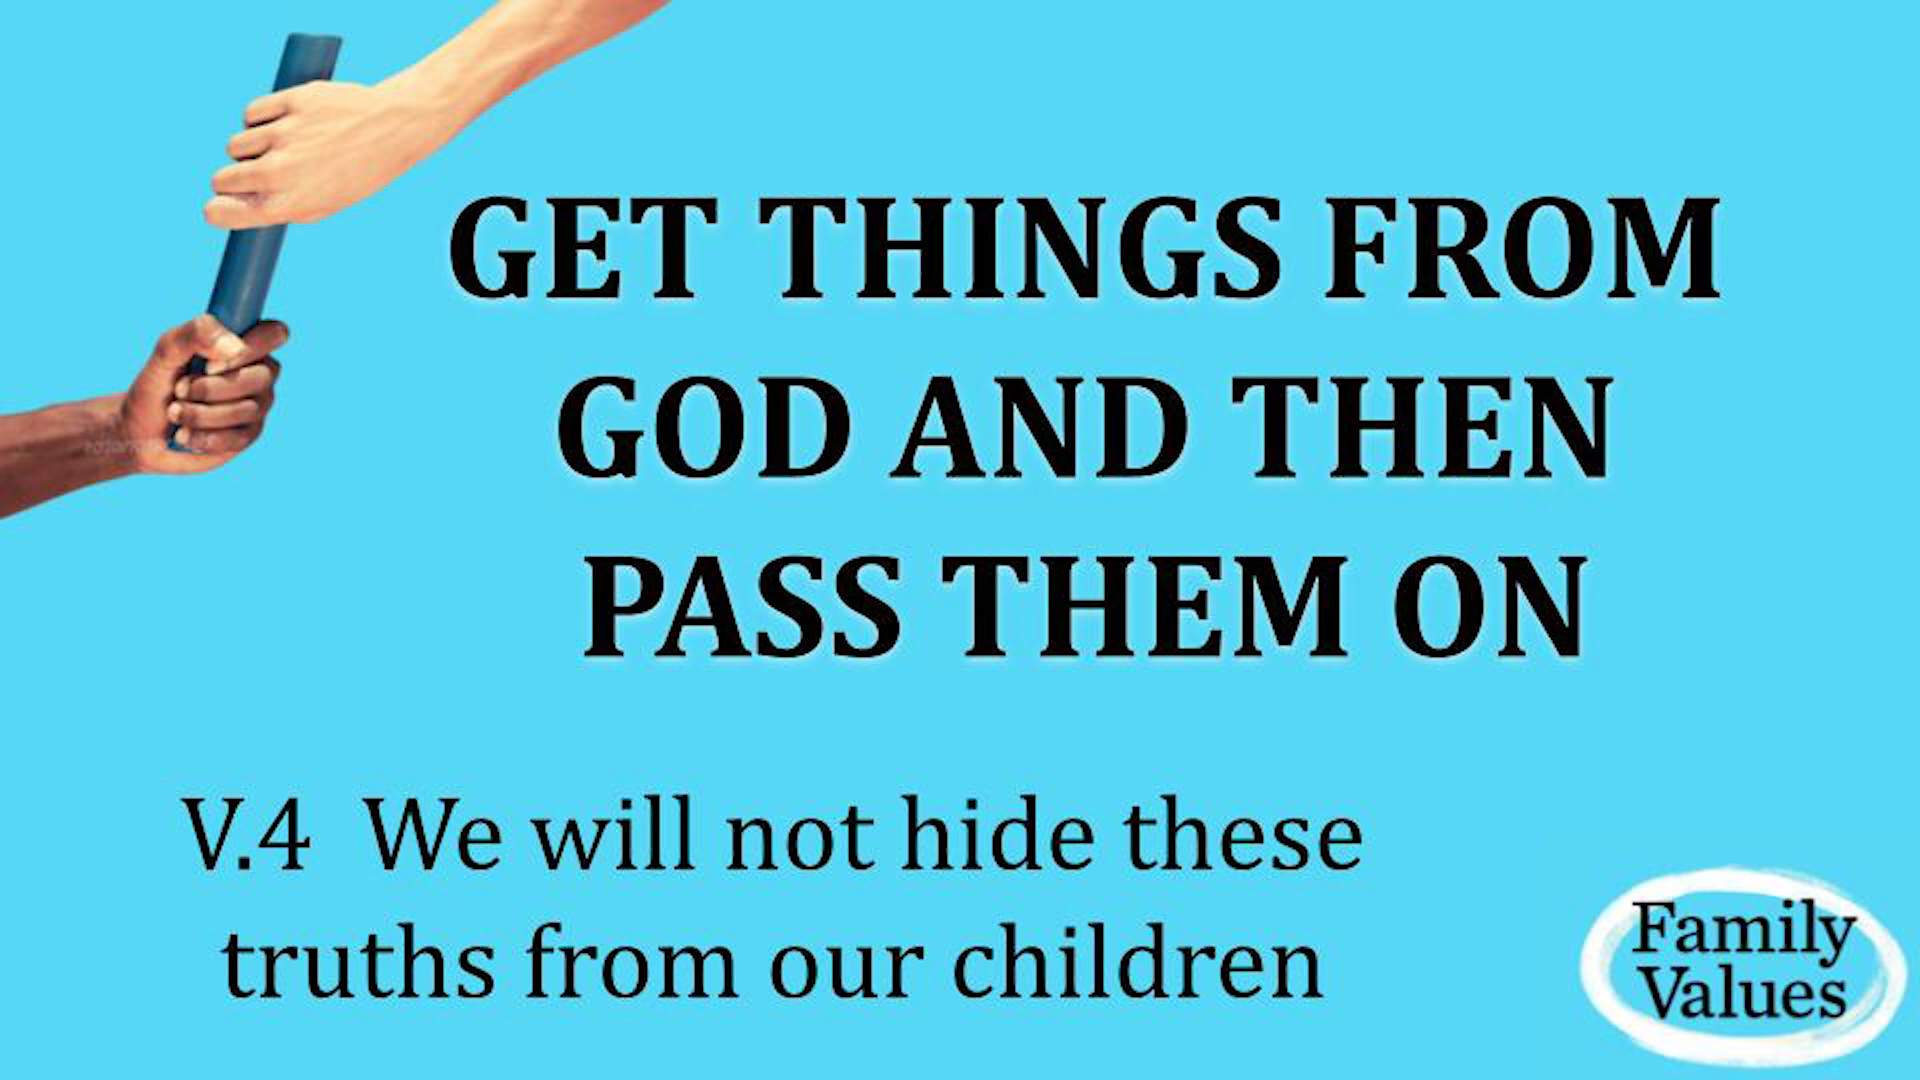 GET THINGS FROM
GOD AND THEN
PASS THEM ON
V.4 We will not hide these
truths from our children
Family
Values